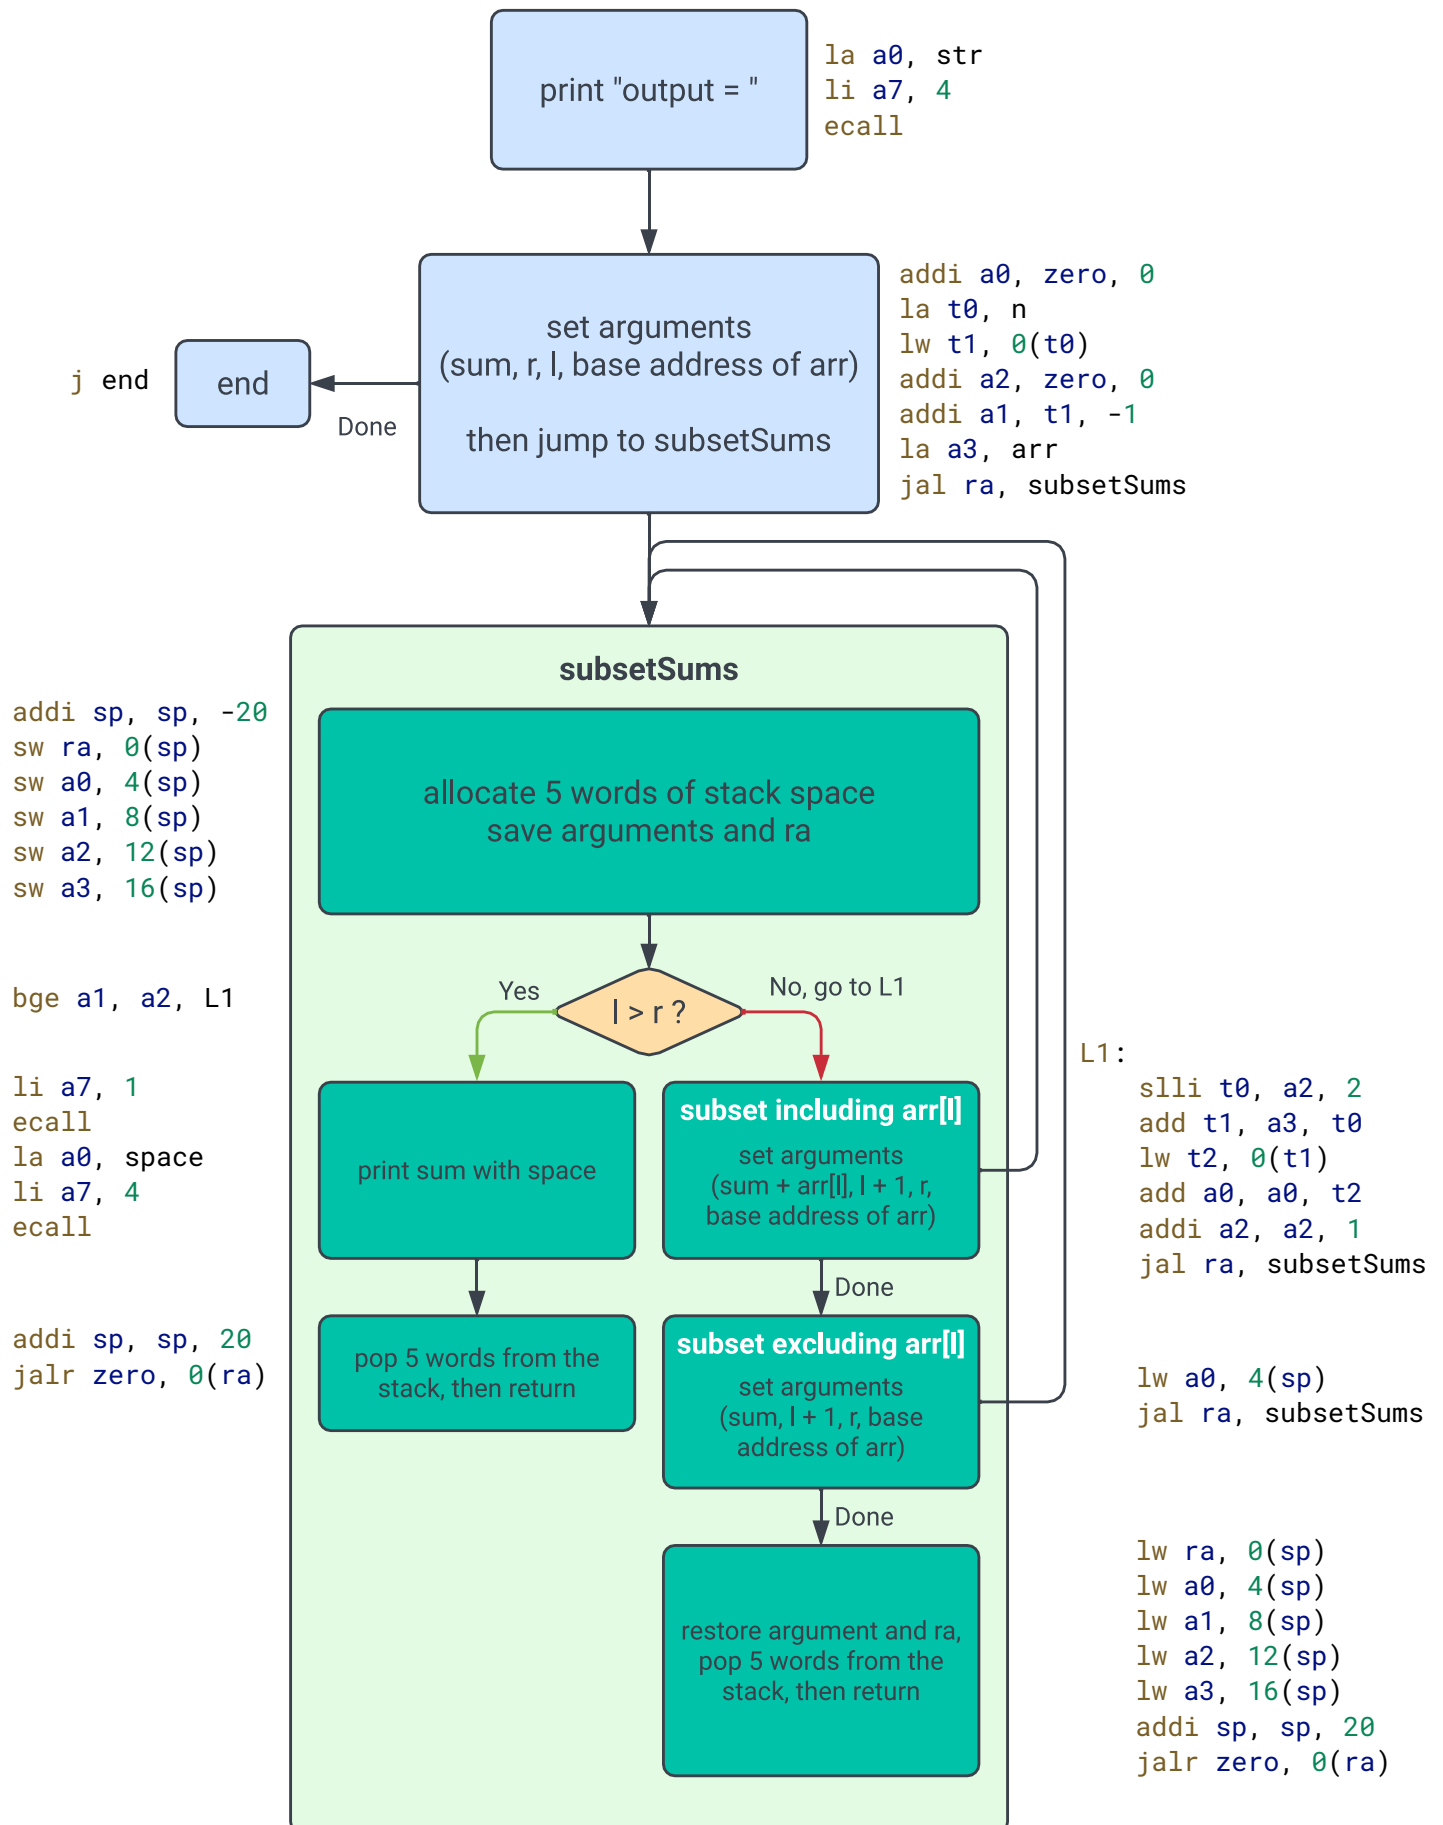 print "output = "
la a0, str
li a7, 4
ecall
set arguments
(sum, r, l, base address of arr)
then jump to subsetSums
addi a0, zero, 0
la t0, n
lw t1, 0(t0)
addi a2, zero, 0
addi a1, t1, -1
la a3, arr
jal ra, subsetSums
j end
end
Done
subsetSums
addi sp, sp, -20
sw ra, 0(sp)
sw a0, 4(sp)
sw a1, 8(sp)
sw a2, 12(sp)
sw a3, 16(sp)
allocate 5 words of stack space
save arguments and ra
bge a1, a2, L1
Yes
l > r ?
No, go to L1
li a7, 1
ecall
la a0, space
li a7, 4
ecall
print sum with space
subset including arr[l]
set arguments
(sum + arr[l], l + 1, r,
base address of arr)
L1:
slli t0, a2, 2
add t1, a3, t0
lw t2, 0(t1)
add a0, a0, t2
addi a2, a2, 1
jal ra, subsetSums
Done
addi sp, sp, 20
jalr zero, 0(ra)
pop 5 words from the
stack, then return
subset excluding arr[l]
set arguments
(sum, l + 1, r, base
address of arr)
lw a0, 4(sp)
jal ra, subsetSums
Done
restore argument and ra,
pop 5 words from the
stack, then return
lw ra, 0(sp)
lw a0, 4(sp)
lw a1, 8(sp)
lw a2, 12(sp)
lw a3, 16(sp)
addi sp, sp, 20
jalr zero, 0(ra)